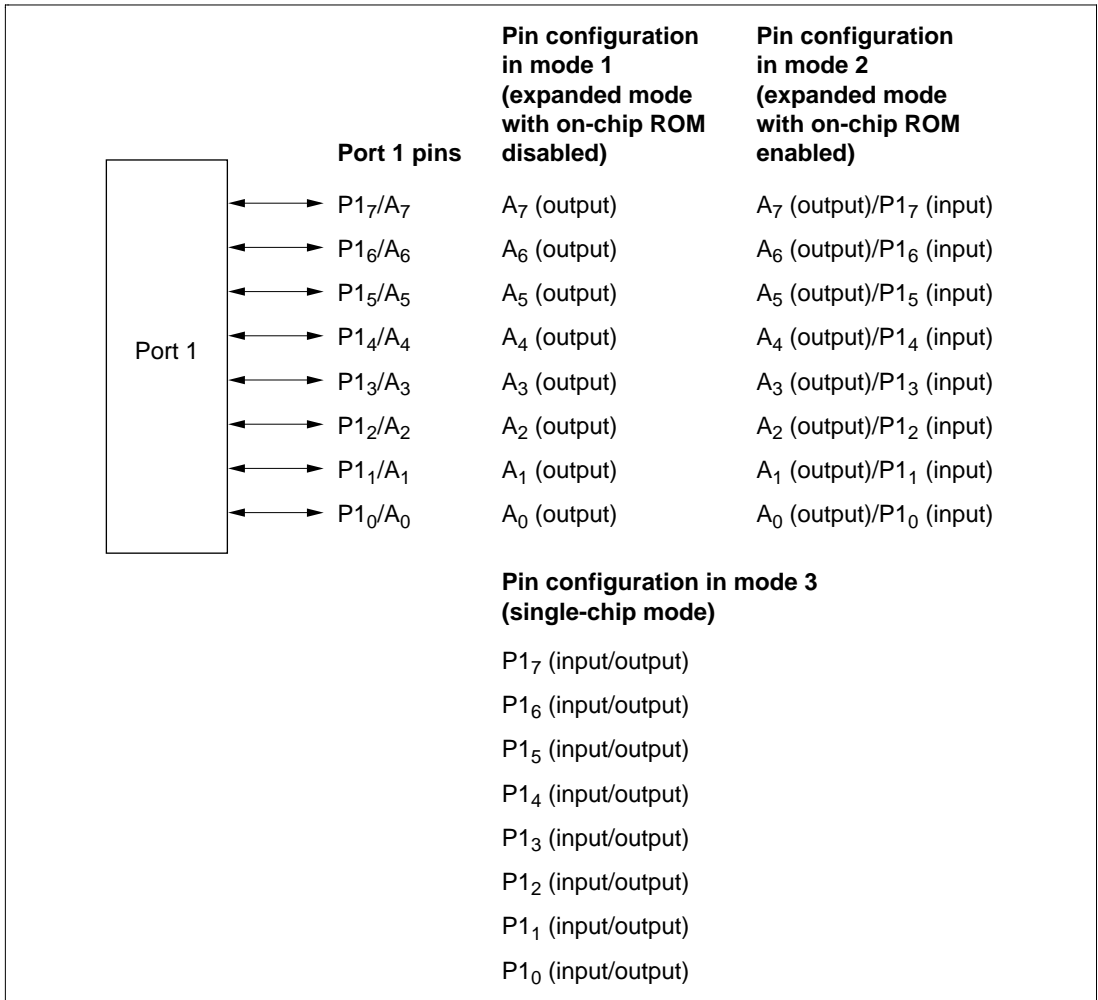 Pin configuration in mode 1 (expanded mode with on-chip ROM disabled)
Pin configuration in mode 2 (expanded mode with on-chip ROM enabled)
Port 1 pins
Port 1
P1₇/A₇ A₇ (output) A₇ (output)/P1₇ (input)
P1₆/A₆ A₆ (output) A₆ (output)/P1₆ (input)
P1₅/A₅ A₅ (output) A₅ (output)/P1₅ (input)
P1₄/A₄ A₄ (output) A₄ (output)/P1₄ (input)
P1₃/A₃ A₃ (output) A₃ (output)/P1₃ (input)
P1₂/A₂ A₂ (output) A₂ (output)/P1₂ (input)
P1₁/A₁ A₁ (output) A₁ (output)/P1₁ (input)
P1₀/A₀ A₀ (output) A₀ (output)/P1₀ (input)
Pin configuration in mode 3
(single-chip mode)
P1₇ (input/output)
P1₆ (input/output)
P1₅ (input/output)
P1₄ (input/output)
P1₃ (input/output)
P1₂ (input/output)
P1₁ (input/output)
P1₀ (input/output)